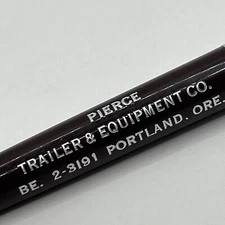 PIERCE
TRAILER & EQUIPMENT CO.
BE. 2-3191 PORTLAND, ORE.